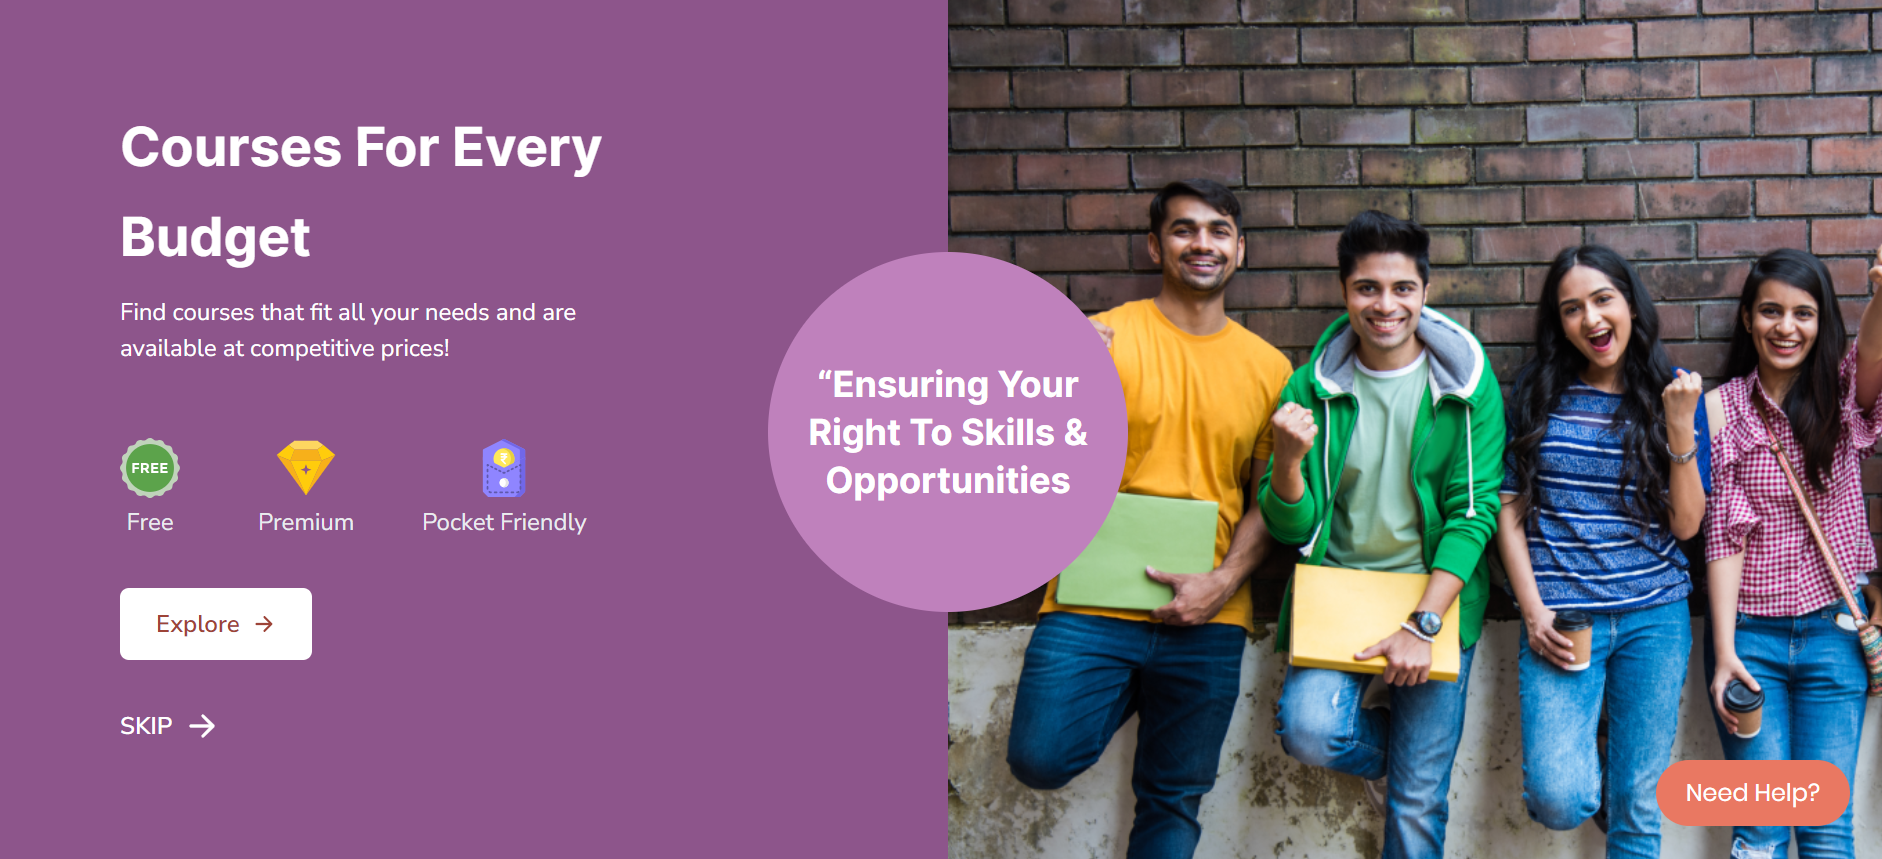 Courses For Every
Budget
Find courses that fit all your needs and are
available at competitive prices!
FREE
Free
Premium
Pocket Friendly
Explore
SKIP
“Ensuring Your
Right To Skills &
Opportunities
Need Help?